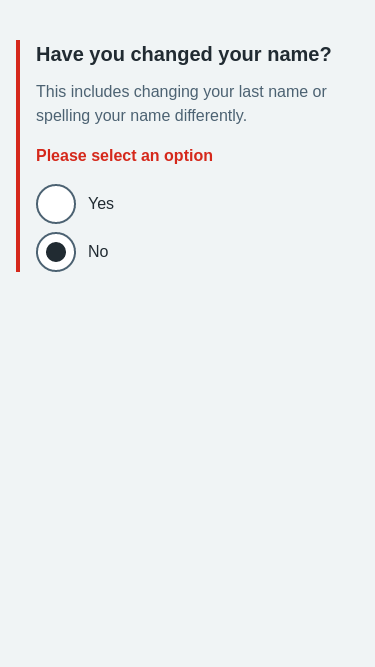 Have you changed your name?
This includes changing your last name or
spelling your name differently.
Please select an option
Yes
No